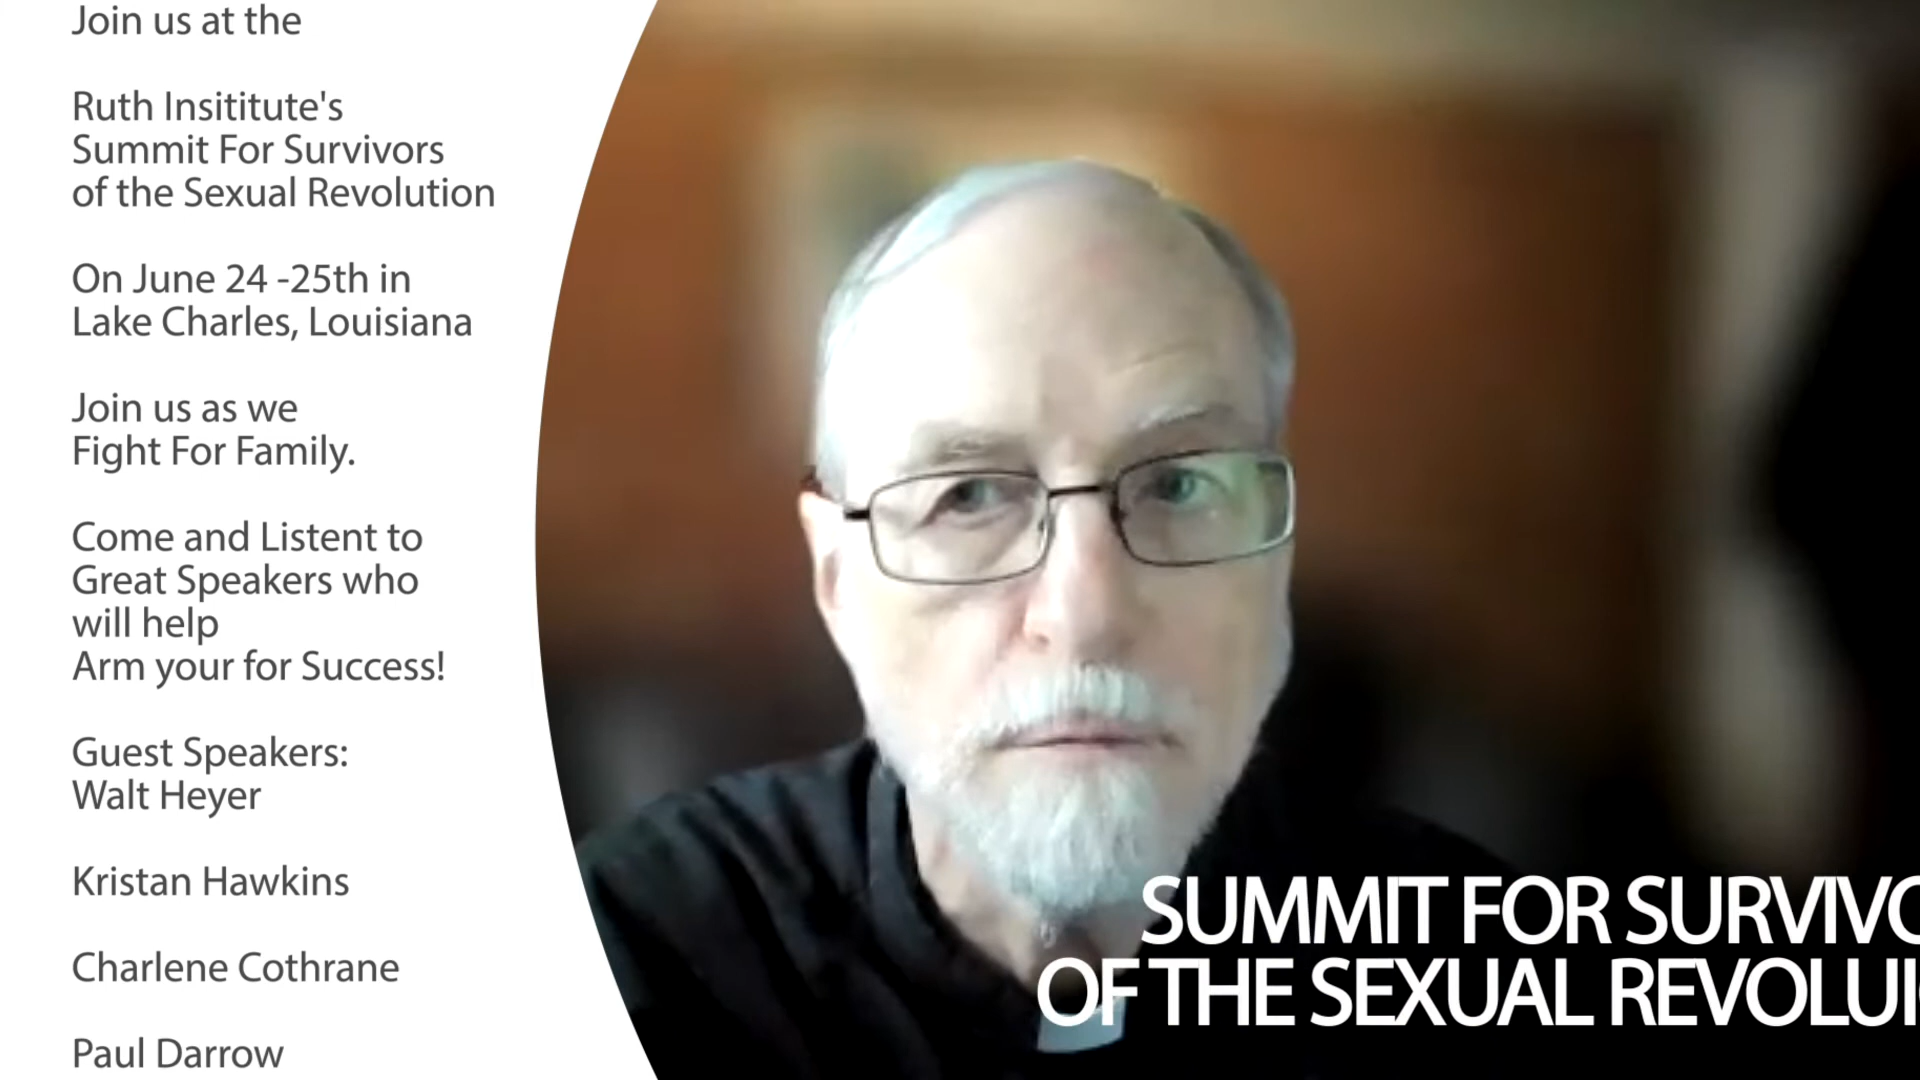 Join us at the
Ruth Insititute's
Summit For Survivors
of the Sexual Revolution
On June 24 -25th in
Lake Charles, Louisiana
Join us as we
Fight For Family.
Come and Listent to
Great Speakers who
will help
Arm your for Success!
Guest Speakers:
Walt Heyer
Kristan Hawkins
Charlene Cothrane
Paul Darrow
SUMMIT FOR SURVIVO
OF THE SEXUAL REVOLUI